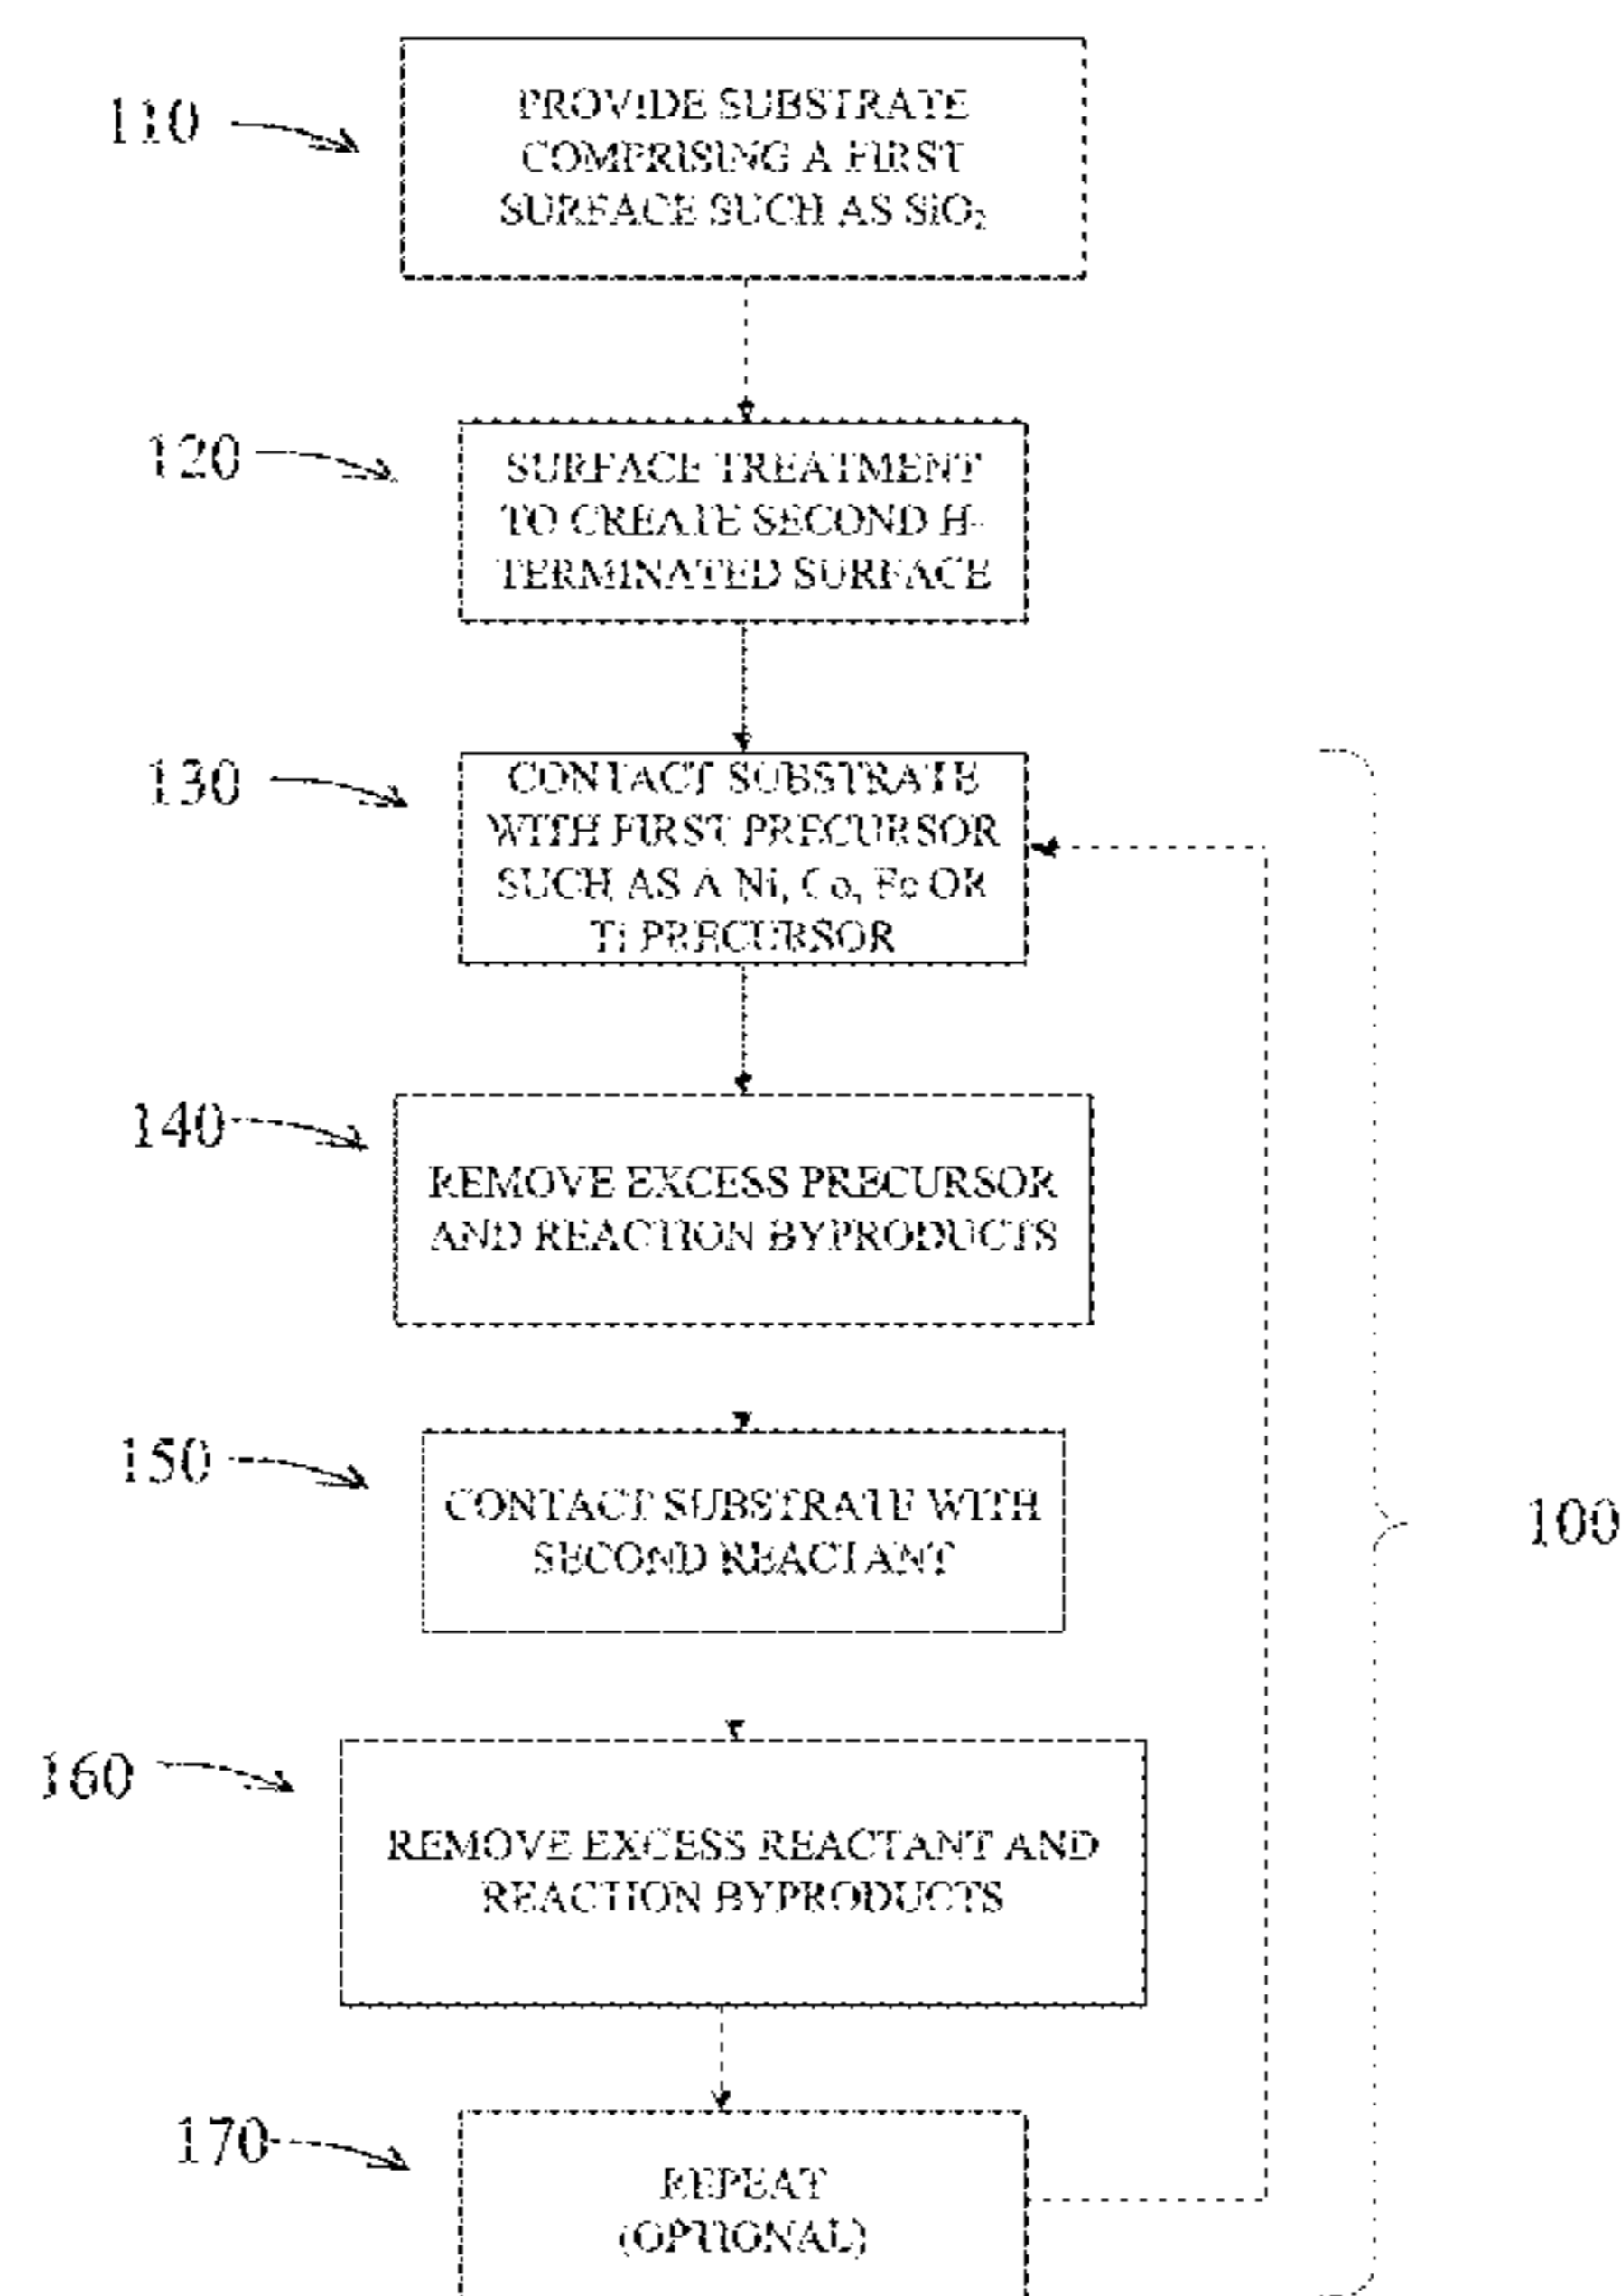 110
PROVIDE SUBSTRATE
COMPRISING A FIRST
SURFACE SUCH AS SiO₂
120
SURFACE TREATMENT
TO CREATE SECOND H-
TERMINATED SURFACE
130
CONTACT SUBSTRATE
WITH FIRST PRECURSOR
SUCH AS A Ni, Co, Fe OR
Ti PRECURSOR
140
REMOVE EXCESS PRECURSOR
AND REACTION BYPRODUCTS
150
CONTACT SUBSTRATE WITH
SECOND REACTANT
100
160
REMOVE EXCESS REACTANT AND
REACTION BYPRODUCTS
170
REPEAT
(OPTIONAL)